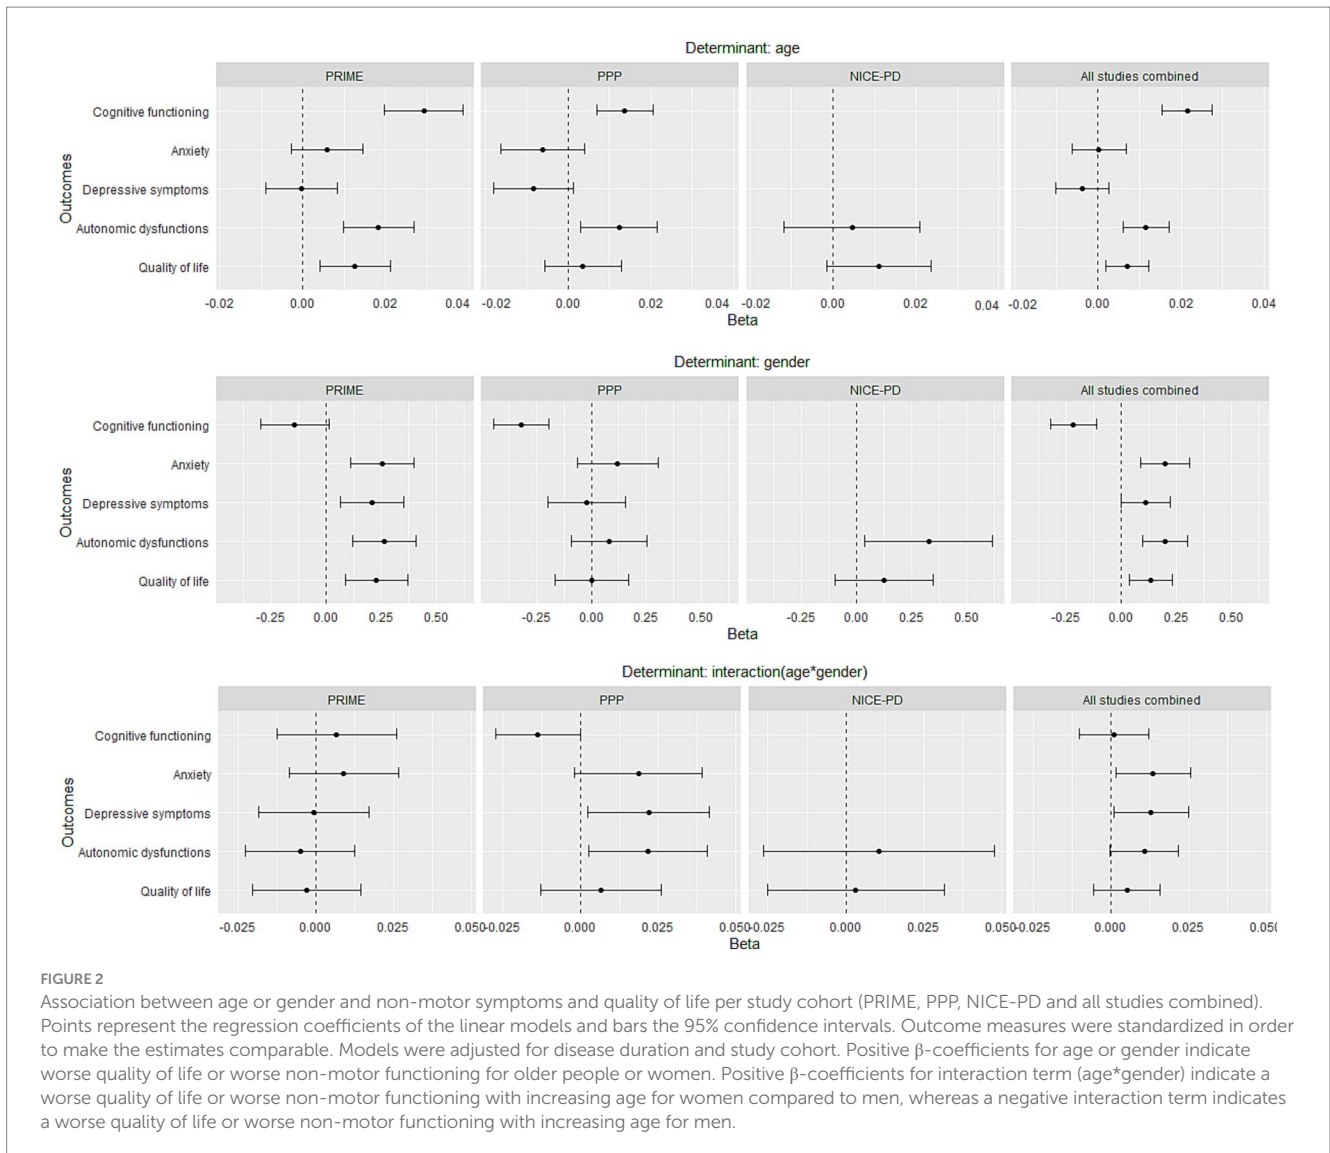 Determinant: age
PRIME PPP NICE-PD All studies combined
Outcomes
Cognitive functioning
Anxiety
Depressive symptoms
Autonomic dysfunctions
Quality of life
-0.02 0.00 0.02 0.04 -0.02 0.00 0.02 0.04 -0.02 0.00 0.02 0.04 -0.02 0.00 0.02 0.04
Beta
Determinant: gender
PRIME PPP NICE-PD All studies combined
Outcomes
Cognitive functioning
Anxiety
Depressive symptoms
Autonomic dysfunctions
Quality of life
-0.25 0.00 0.25 0.50 -0.25 0.00 0.25 0.50 -0.25 0.00 0.25 0.50 -0.25 0.00 0.25 0.50
Beta
Determinant: interaction(age*gender)
PRIME PPP NICE-PD All studies combined
Outcomes
Cognitive functioning
Anxiety
Depressive symptoms
Autonomic dysfunctions
Quality of life
-0.025 0.000 0.025 0.050 -0.025 0.000 0.025 0.050 -0.025 0.000 0.025 0.050 -0.025 0.000 0.025
Beta
FIGURE 2
Association between age or gender and non-motor symptoms and quality of life per study cohort (PRIME, PPP, NICE-PD and all studies combined).
Points represent the regression coefficients of the linear models and bars the 95% confidence intervals. Outcome measures were standardized in order
to make the estimates comparable. Models were adjusted for disease duration and study cohort. Positive β-coefficients for age or gender indicate
worse quality of life or worse non-motor functioning for older people or women. Positive β-coefficients for interaction term (age*gender) indicate a
worse quality of life or worse non-motor functioning with increasing age for women compared to men, whereas a negative interaction term indicates
a worse quality of life or worse non-motor functioning with increasing age for men.